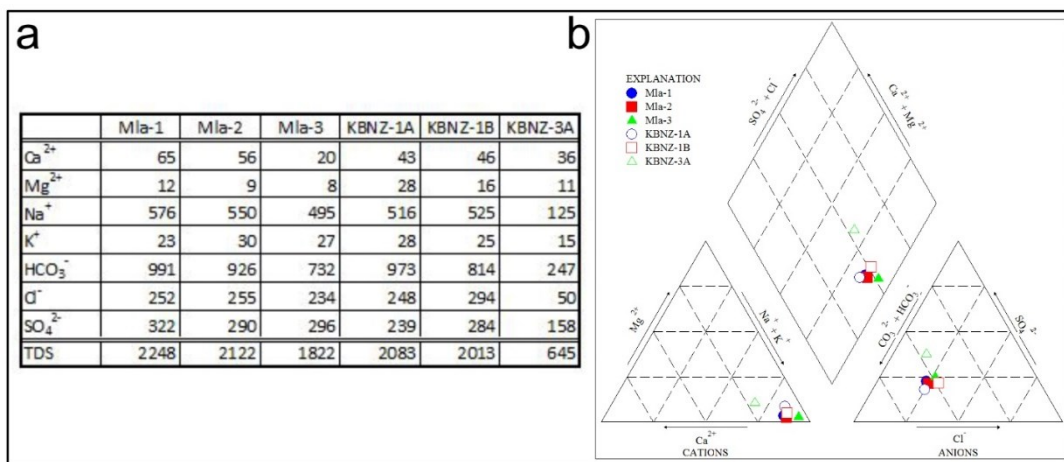 a
Mla-1 Mla-2 Mla-3 KBNZ-1A KBNZ-1B KBNZ-3A
Ca²⁺ 65 56 20 43 46 36
Mg²⁺ 12 9 8 28 16 11
Na⁺ 576 550 495 516 525 125
K⁺ 23 30 27 28 25 15
HCO₃⁻ 991 926 732 973 814 247
Cl⁻ 252 255 234 248 294 50
SO₄²⁻ 322 290 296 239 284 158
TDS 2248 2122 1822 2083 2013 645
b
EXPLANATION
Mla-1
Mla-2
Mla-3
KBNZ-1A
KBNZ-1B
KBNZ-3A
SO₄²⁻ + Cl⁻
Ca²⁺ + Mg²⁺
Mg²⁺
Na⁺ + K⁺
CO₃²⁻ + HCO₃⁻
SO₄²⁻
Ca²⁺
CATIONS
Cl⁻
ANIONS